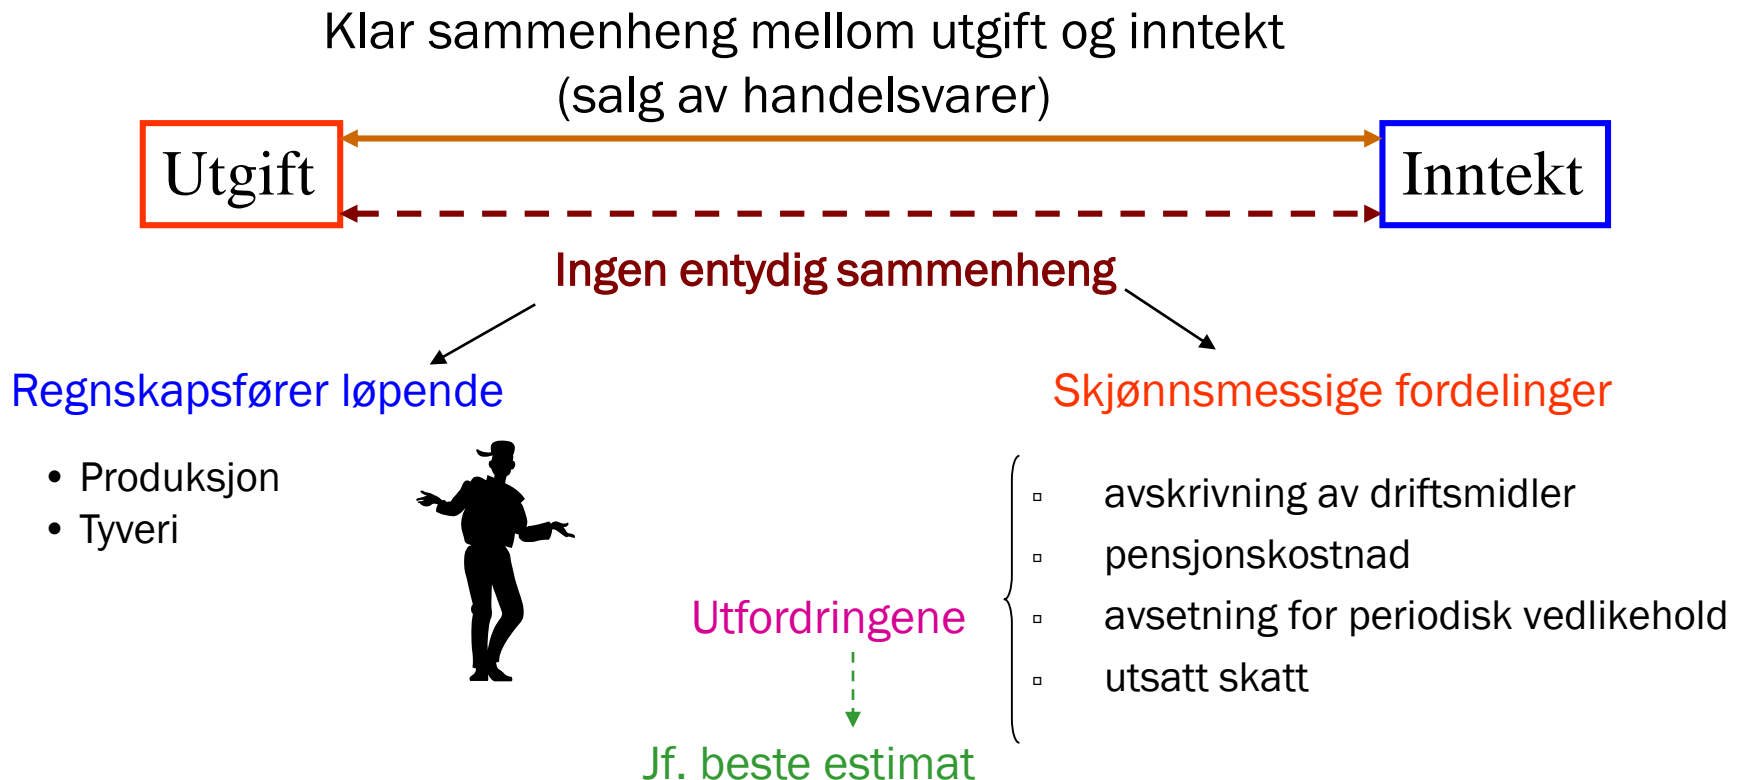 Klar sammenheng mellom utgift og inntekt
(salg av handelsvarer)
Utgift
Inntekt
Ingen entydig sammenheng
Regnskapsfører løpende
• Produksjon
• Tyveri
Skjønnsmessige fordelinger
▫ avskrivning av driftsmidler
▫ pensjonskostnad
▫ avsetning for periodisk vedlikehold
▫ utsatt skatt
Utfordringene
Jf. beste estimat